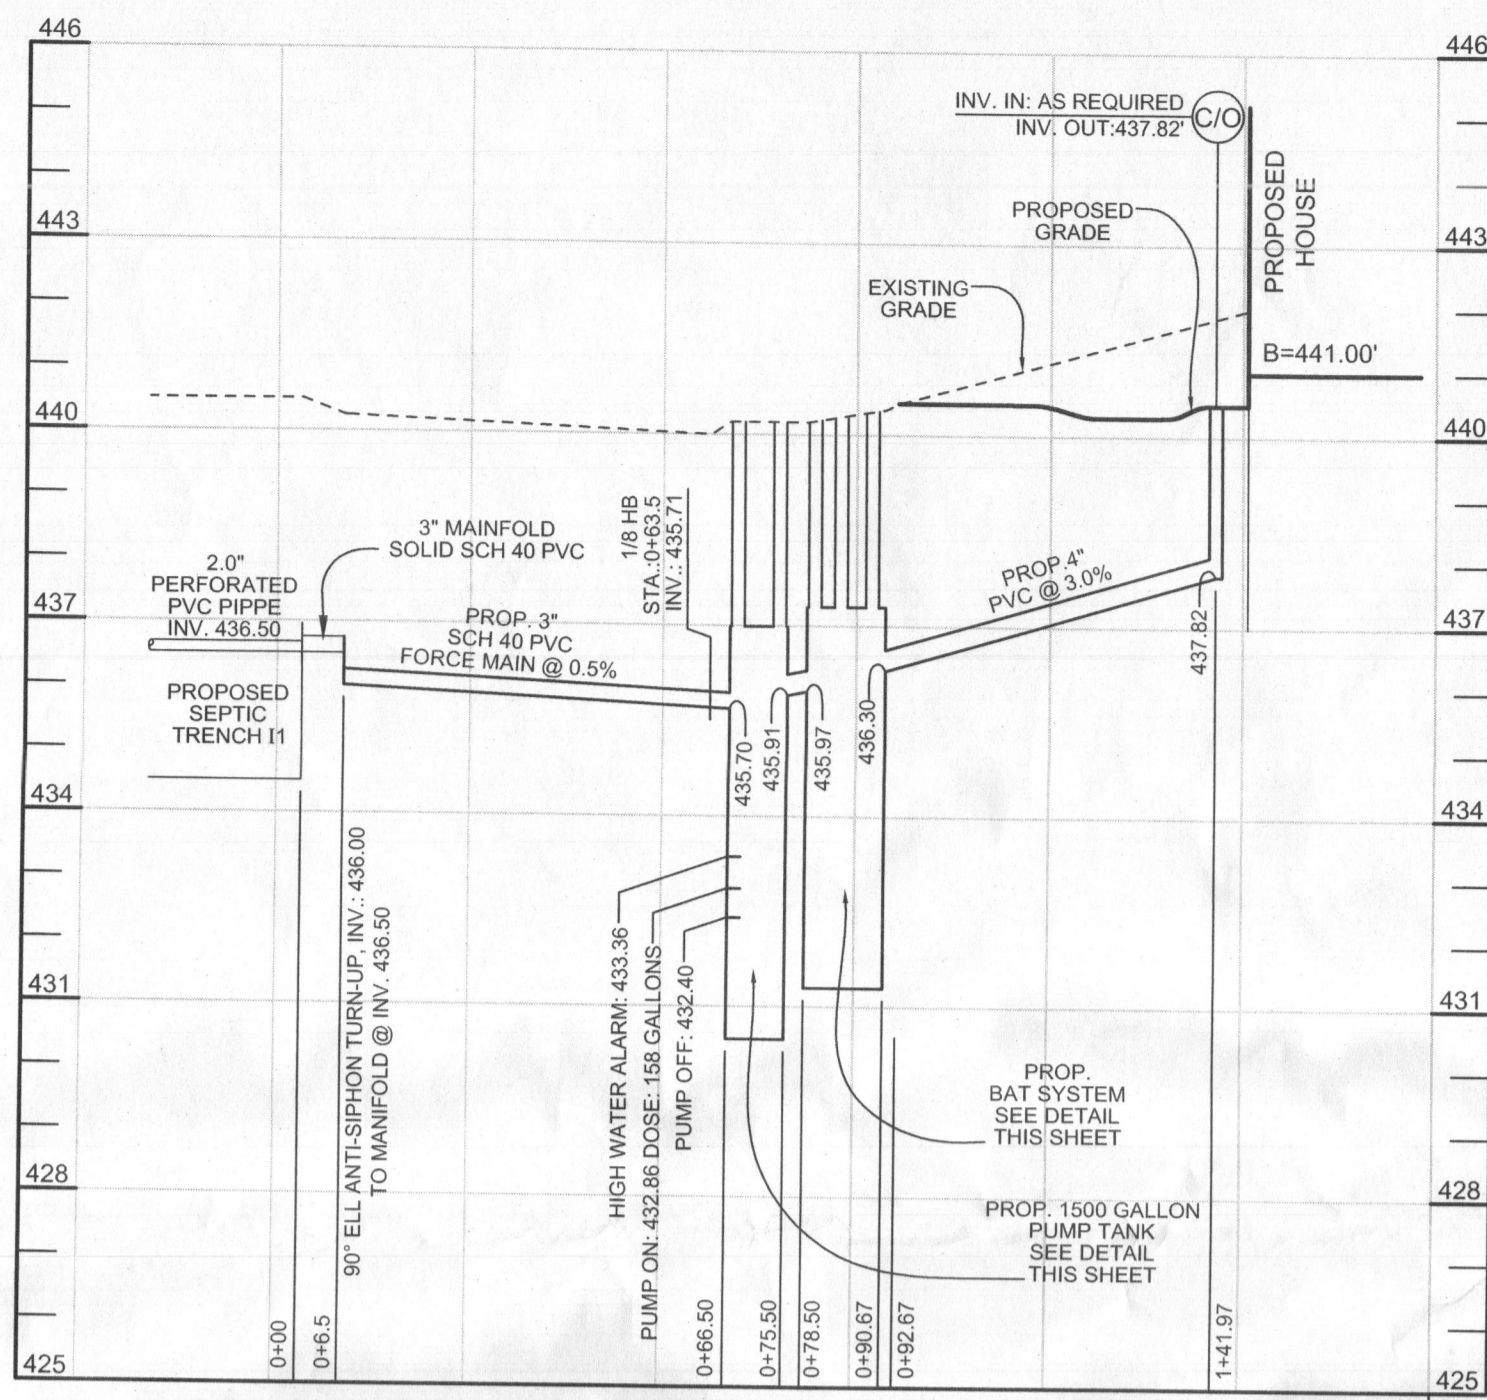 446
446
INV. IN: AS REQUIRED
INV. OUT:437.82'
C/O
PROPOSED
HOUSE
PROPOSED
GRADE
443
443
EXISTING
GRADE
B=441.00'
440
440
1/8 HB
STA.:0+63.5
INV.: 435.71
3" MAINFOLD
SOLID SCH 40 PVC
2.0"
PERFORATED
PVC PIPPE
INV. 436.50
PROP. 3"
SCH 40 PVC
FORCE MAIN @ 0.5%
PROP.4"
PVC @ 3.0%
437
437
437.82
PROPOSED
SEPTIC
TRENCH I1
435.70
435.91
435.97
436.30
434
434
90° ELL ANTI-SIPHON TURN-UP, INV.: 436.00
TO MANIFOLD @ INV. 436.50
HIGH WATER ALARM: 433.36
PUMP ON: 432.86 DOSE: 158 GALLONS
PUMP OFF: 432.40
431
431
PROP.
BAT SYSTEM
SEE DETAIL
THIS SHEET
428
428
PROP. 1500 GALLON
PUMP TANK
SEE DETAIL
THIS SHEET
0+00
0+6.5
0+66.50
0+75.50
0+78.50
0+90.67
0+92.67
1+41.97
425
425